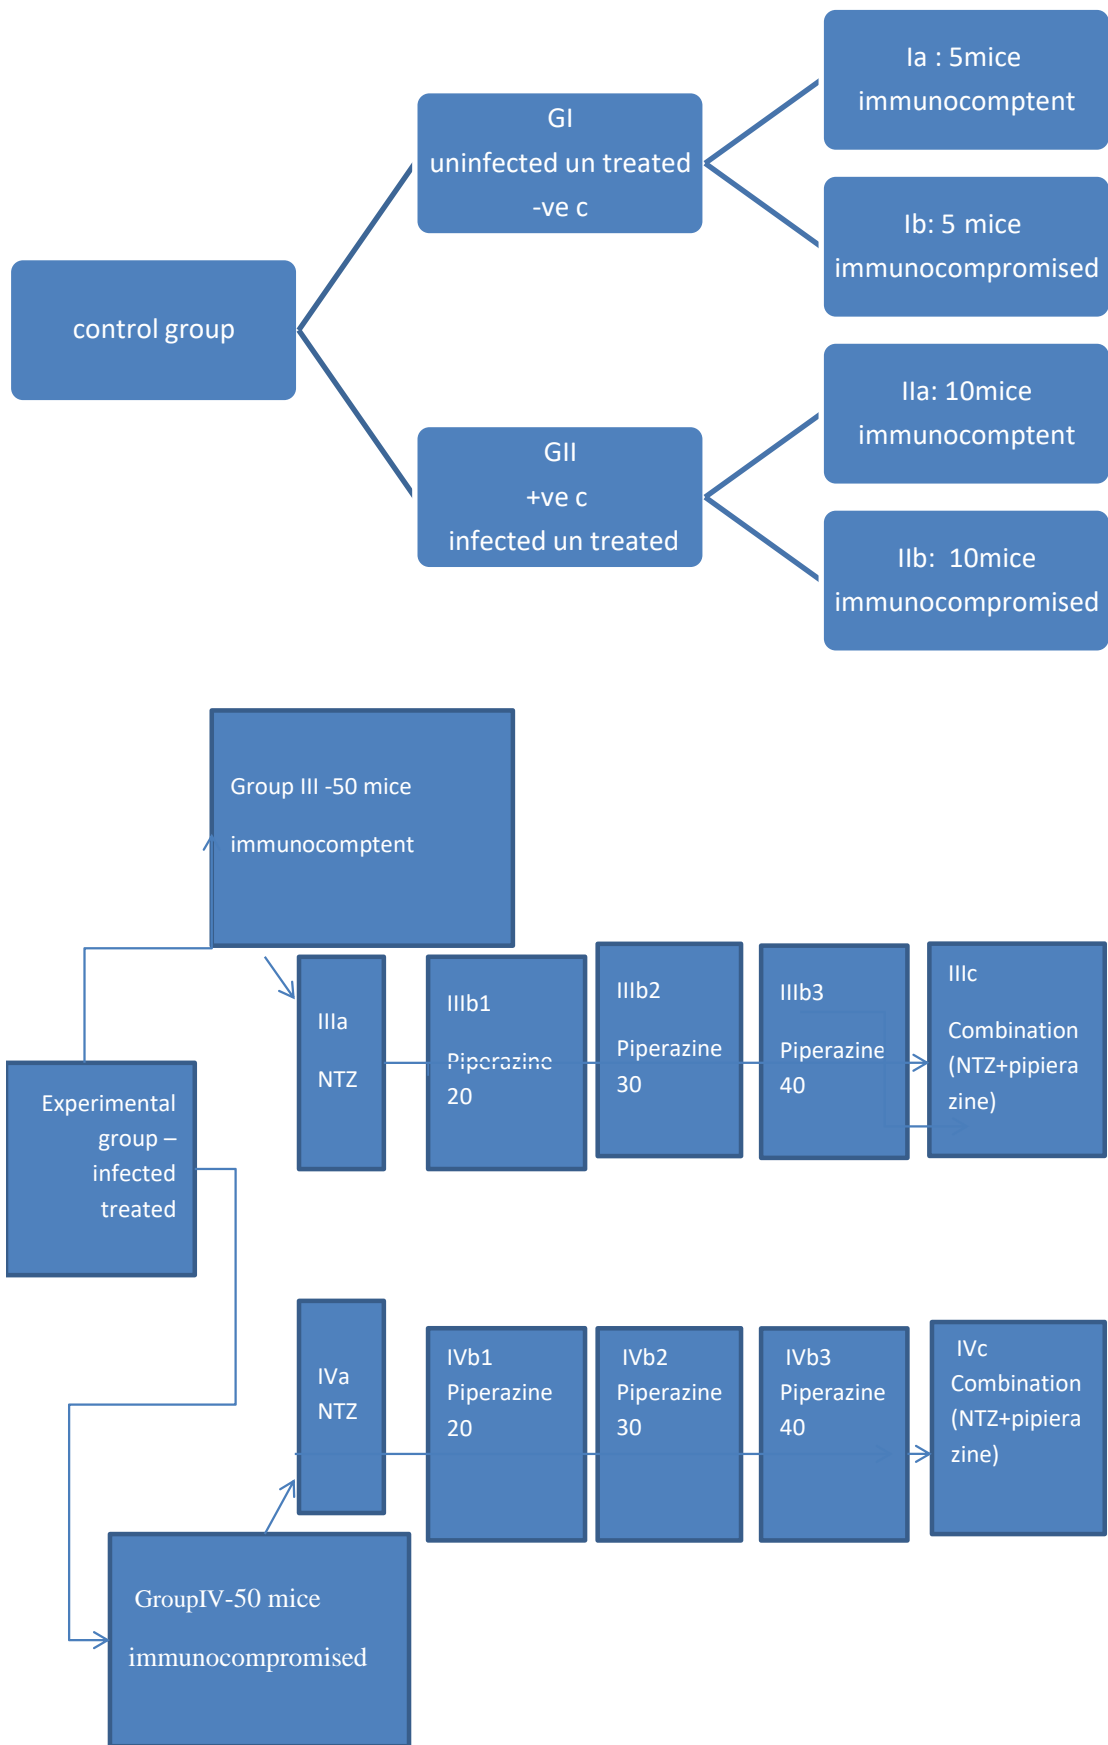 control group
GI
uninfected un treated
-ve c
Ia : 5mice
immunocomptent
Ib: 5 mice
immunocompromised
GII
+ve c
infected un treated
IIa: 10mice
immunocomptent
IIb: 10mice
immunocompromised
Experimental
group –
infected
treated
Group III -50 mice
immunocomptent
IIIa
NTZ
IIIb1
Piperazine
20
IIIb2
Piperazine
30
IIIb3
Piperazine
40
IIIc
Combination
(NTZ+pipiera
zine)
GroupIV-50 mice
immunocompromised
IVa
NTZ
IVb1
Piperazine
20
IVb2
Piperazine
30
IVb3
Piperazine
40
IVc
Combination
(NTZ+pipiera
zine)